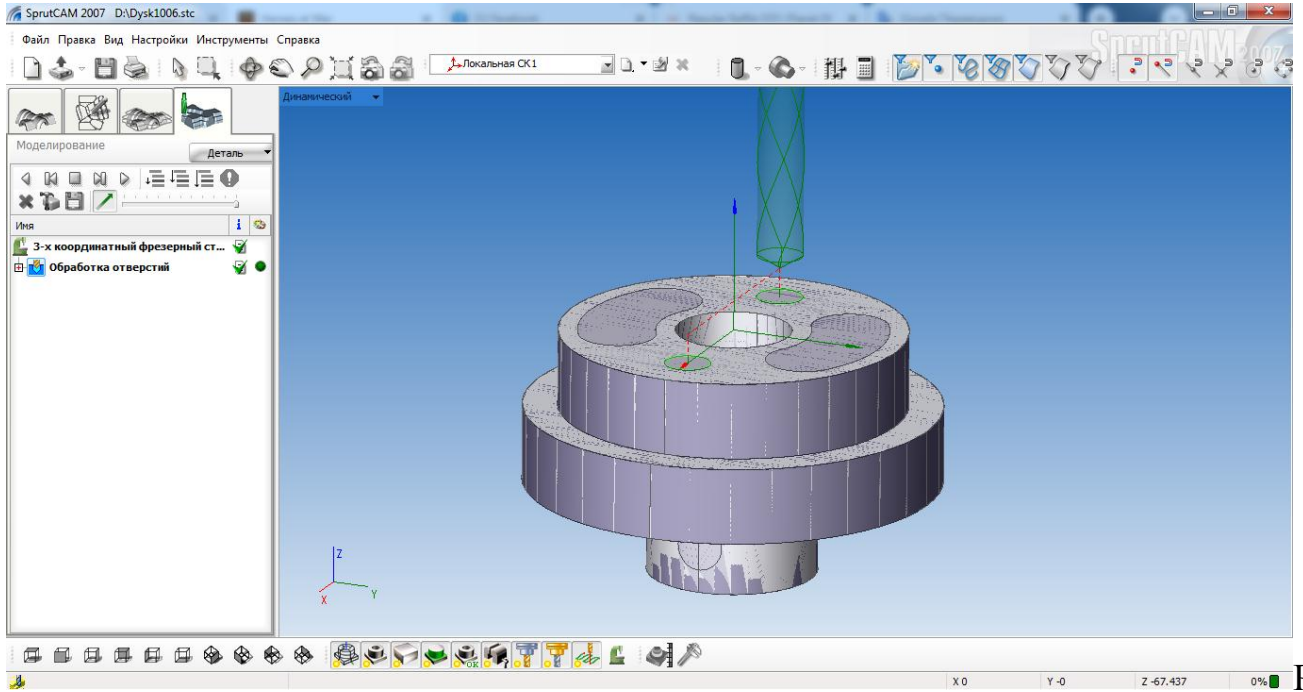 SprutCAM 2007 D:\Dysk1006.stc
Файл Правка Вид Настройки Инструменты Справка
SprutCAM 2007
Локальная СК1
Динамический
Моделирование
Деталь
Имя
3-х координатный фрезерный ст...
Обработка отверстий
Z
X
Y
OK
X 0 Y -0 Z -67.437 0%